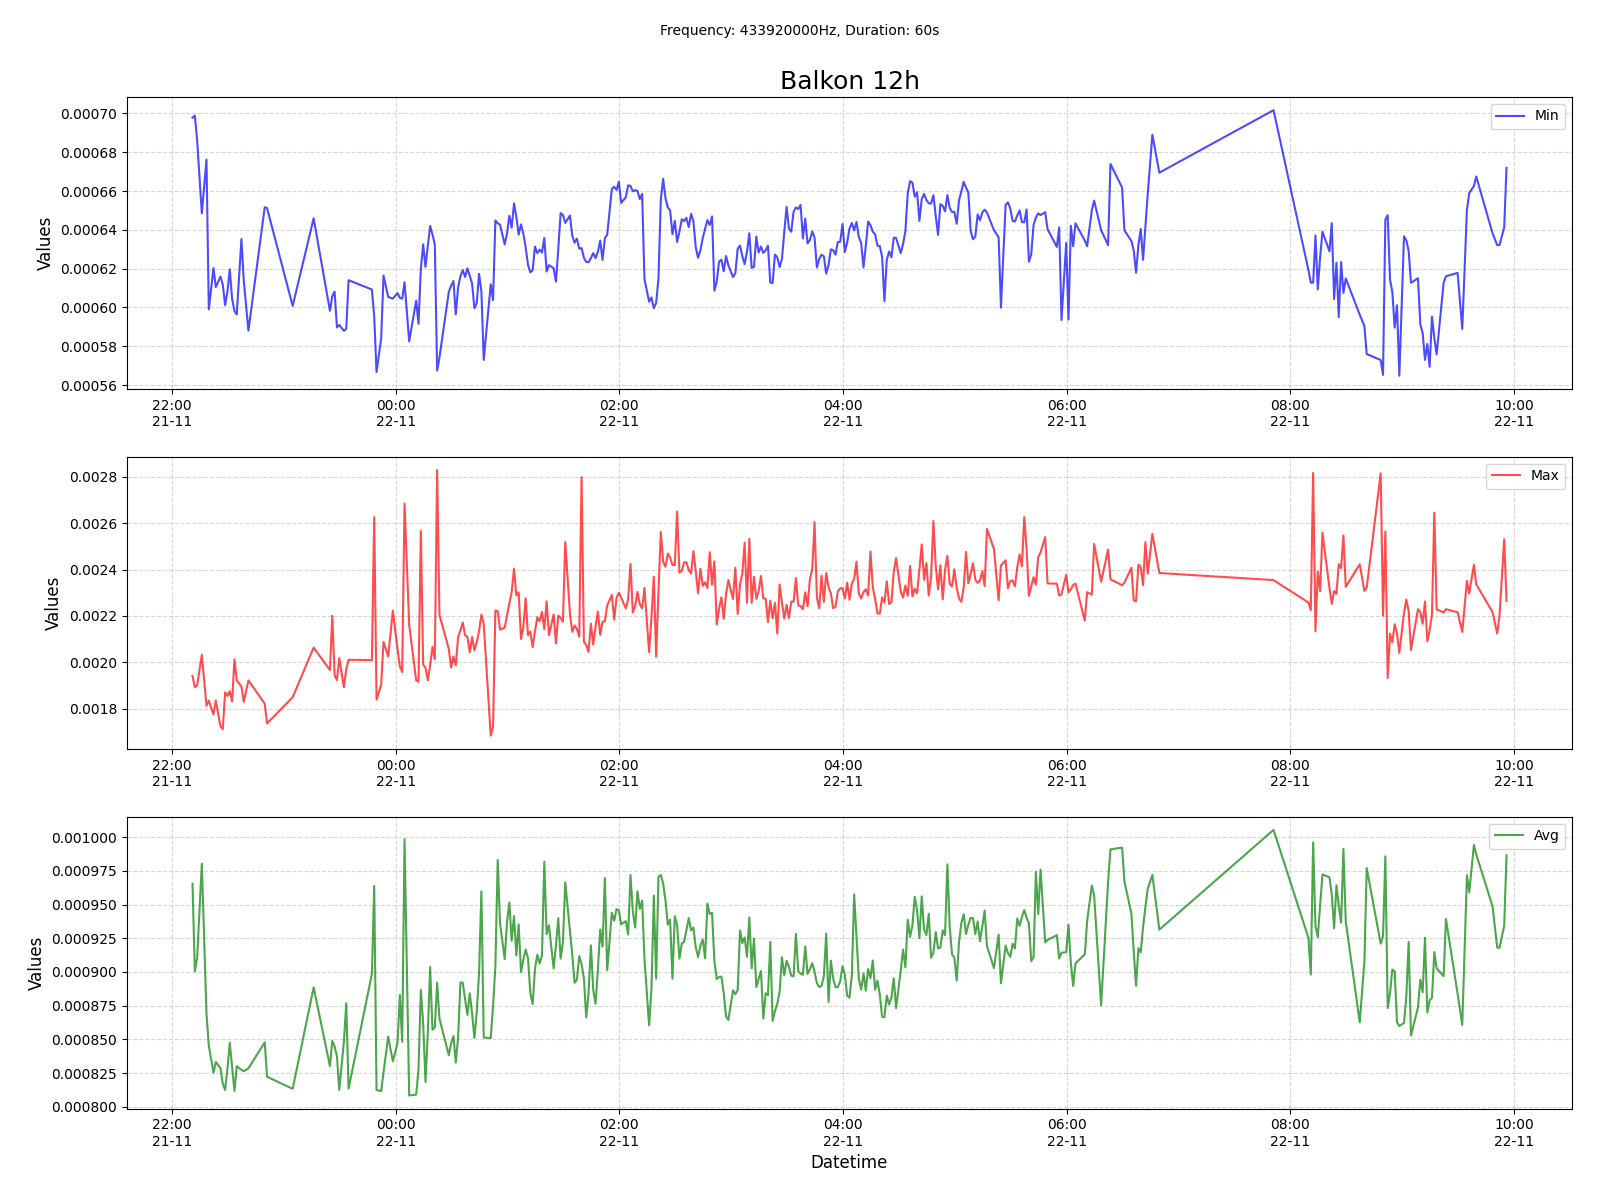 Frequency: 433920000Hz, Duration: 60s
Balkon 12h
Values
0.00070
0.00068
0.00066
0.00064
0.00062
0.00060
0.00058
0.00056
Min
22:00 00:00 02:00 04:00 06:00 08:00 10:00
21-11 22-11 22-11 22-11 22-11 22-11 22-11
Values
0.0028
0.0026
0.0024
0.0022
0.0020
0.0018
Max
22:00 00:00 02:00 04:00 06:00 08:00 10:00
21-11 22-11 22-11 22-11 22-11 22-11 22-11
Values
0.001000
0.000975
0.000950
0.000925
0.000900
0.000875
0.000850
0.000825
0.000800
Avg
22:00 00:00 02:00 04:00 06:00 08:00 10:00
21-11 22-11 22-11 22-11 22-11 22-11 22-11
Datetime